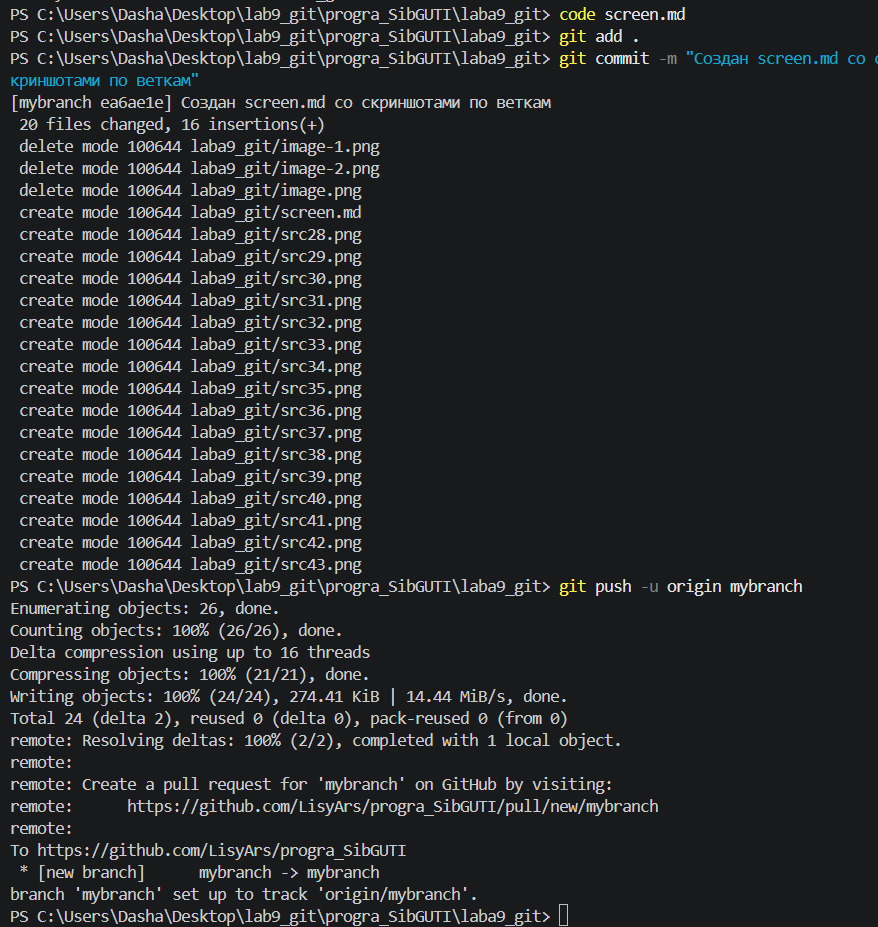 PS C:\Users\Dasha\Desktop\lab9_git\progra_SibGUTI\laba9_git> code screen.md
PS C:\Users\Dasha\Desktop\lab9_git\progra_SibGUTI\laba9_git> git add .
PS C:\Users\Dasha\Desktop\lab9_git\progra_SibGUTI\laba9_git> git commit -m "Создан screen.md со с
криншотами по веткам"
[mybranch ea6ae1e] Создан screen.md со скриншотами по веткам
 20 files changed, 16 insertions(+)
 delete mode 100644 laba9_git/image-1.png
 delete mode 100644 laba9_git/image-2.png
 delete mode 100644 laba9_git/image.png
 create mode 100644 laba9_git/screen.md
 create mode 100644 laba9_git/src28.png
 create mode 100644 laba9_git/src29.png
 create mode 100644 laba9_git/src30.png
 create mode 100644 laba9_git/src31.png
 create mode 100644 laba9_git/src32.png
 create mode 100644 laba9_git/src33.png
 create mode 100644 laba9_git/src34.png
 create mode 100644 laba9_git/src35.png
 create mode 100644 laba9_git/src36.png
 create mode 100644 laba9_git/src37.png
 create mode 100644 laba9_git/src38.png
 create mode 100644 laba9_git/src39.png
 create mode 100644 laba9_git/src40.png
 create mode 100644 laba9_git/src41.png
 create mode 100644 laba9_git/src42.png
 create mode 100644 laba9_git/src43.png
PS C:\Users\Dasha\Desktop\lab9_git\progra_SibGUTI\laba9_git> git push -u origin mybranch
Enumerating objects: 26, done.
Counting objects: 100% (26/26), done.
Delta compression using up to 16 threads
Compressing objects: 100% (21/21), done.
Writing objects: 100% (24/24), 274.41 KiB | 14.44 MiB/s, done.
Total 24 (delta 2), reused 0 (delta 0), pack-reused 0 (from 0)
remote: Resolving deltas: 100% (2/2), completed with 1 local object.
remote:
remote: Create a pull request for 'mybranch' on GitHub by visiting:
remote:      https://github.com/LisyArs/progra_SibGUTI/pull/new/mybranch
remote:
To https://github.com/LisyArs/progra_SibGUTI
 * [new branch]      mybranch -> mybranch
branch 'mybranch' set up to track 'origin/mybranch'.
PS C:\Users\Dasha\Desktop\lab9_git\progra_SibGUTI\laba9_git>